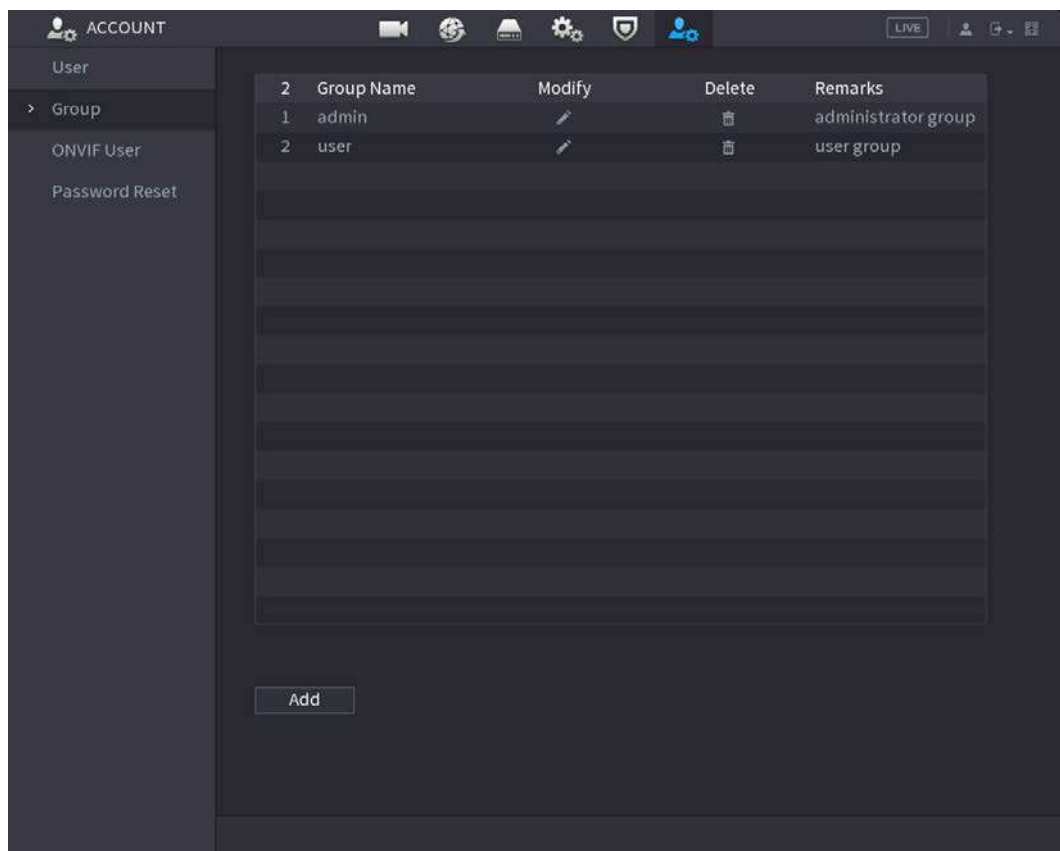 ACCOUNT
LIVE
User
Group
ONVIF User
Password Reset
2 Group Name Modify Delete Remarks
1 admin administrator group
2 user user group
Add